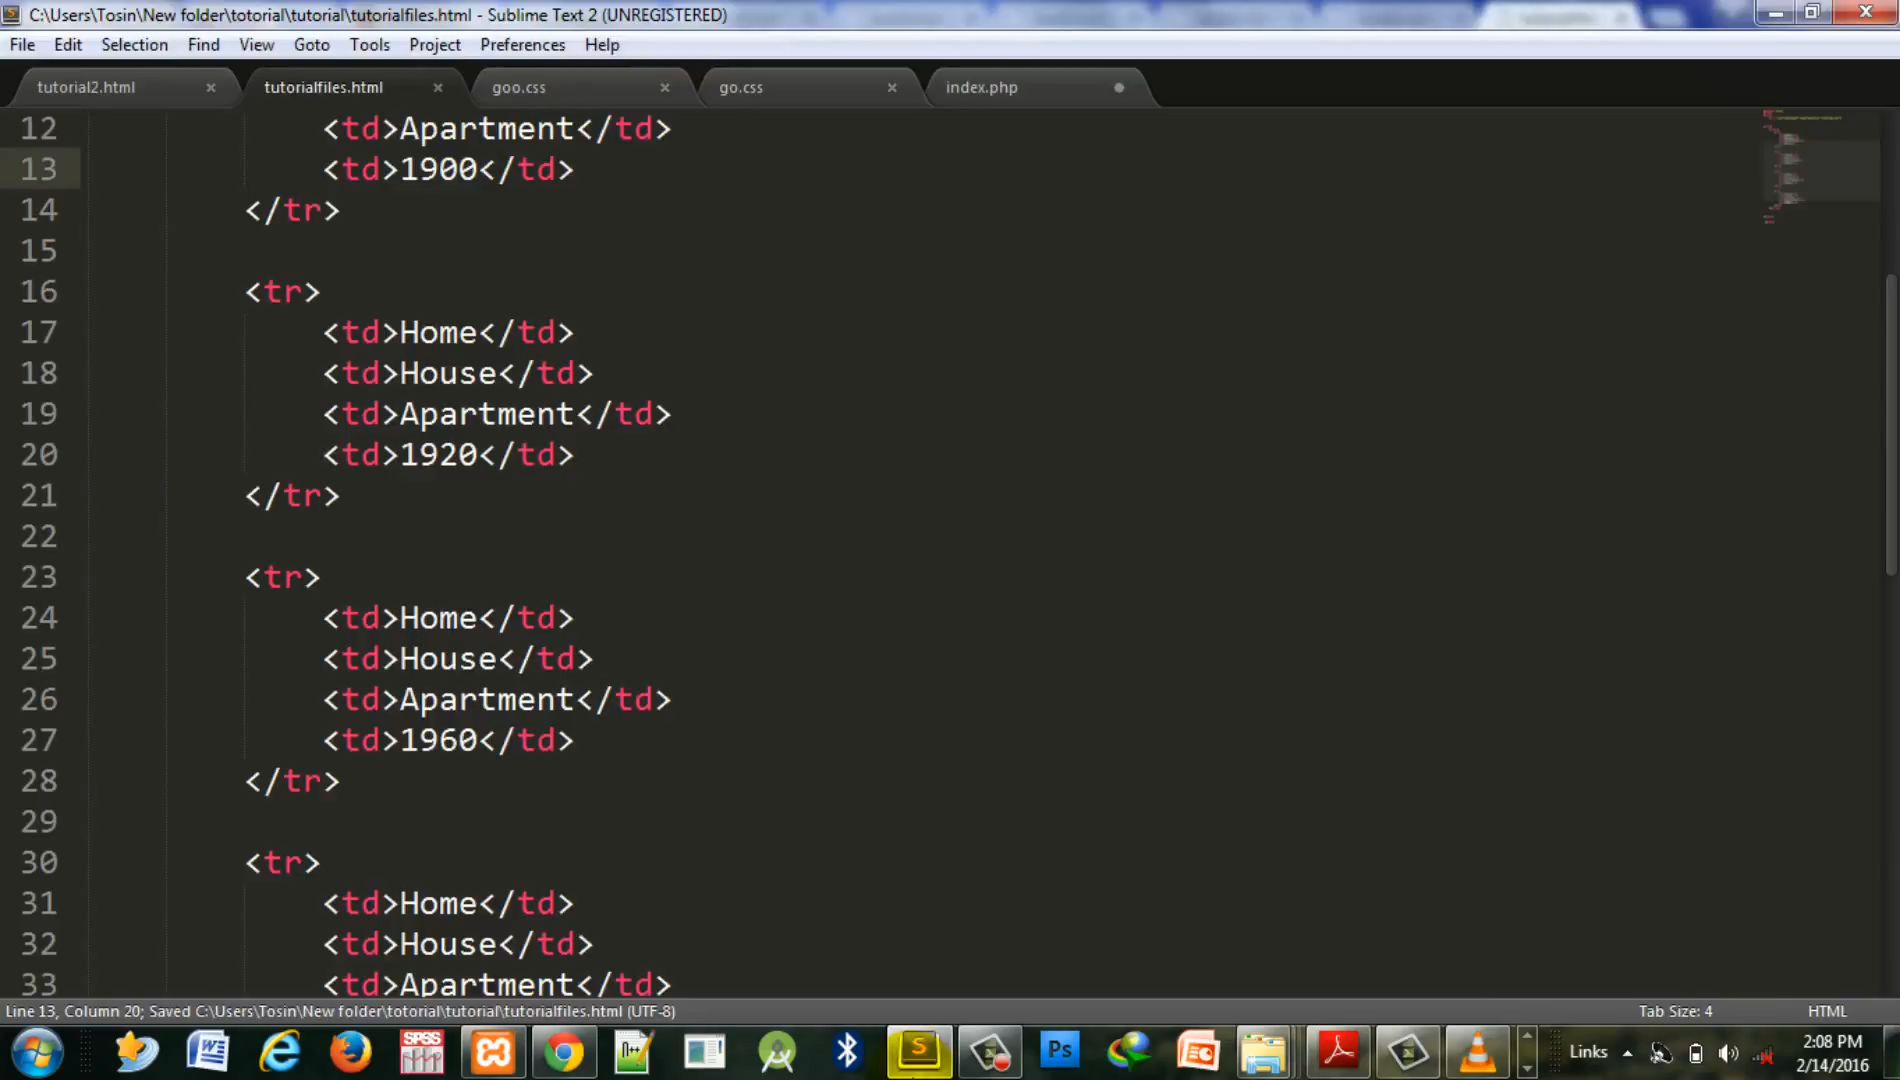 C:\Users\Tosin\New folder\totorial\tutorial\tutorialfiles.html - Sublime Text 2 (UNREGISTERED)
File Edit Selection Find View Goto Tools Project Preferences Help
tutorial2.html × tutorialfiles.html × goo.css × go.css × index.php
12 <td>Apartment</td>
13 <td>1900</td>
14 </tr>
15
16 <tr>
17 <td>Home</td>
18 <td>House</td>
19 <td>Apartment</td>
20 <td>1920</td>
21 </tr>
22
23 <tr>
24 <td>Home</td>
25 <td>House</td>
26 <td>Apartment</td>
27 <td>1960</td>
28 </tr>
29
30 <tr>
31 <td>Home</td>
32 <td>House</td>
33 <td>Apartment</td>
Line 13, Column 20; Saved C:\Users\Tosin\New folder\totorial\tutorial\tutorialfiles.html (UTF-8) Tab Size: 4 HTML
SPSS N++ S Ps Links 2:08 PM
2/14/2016